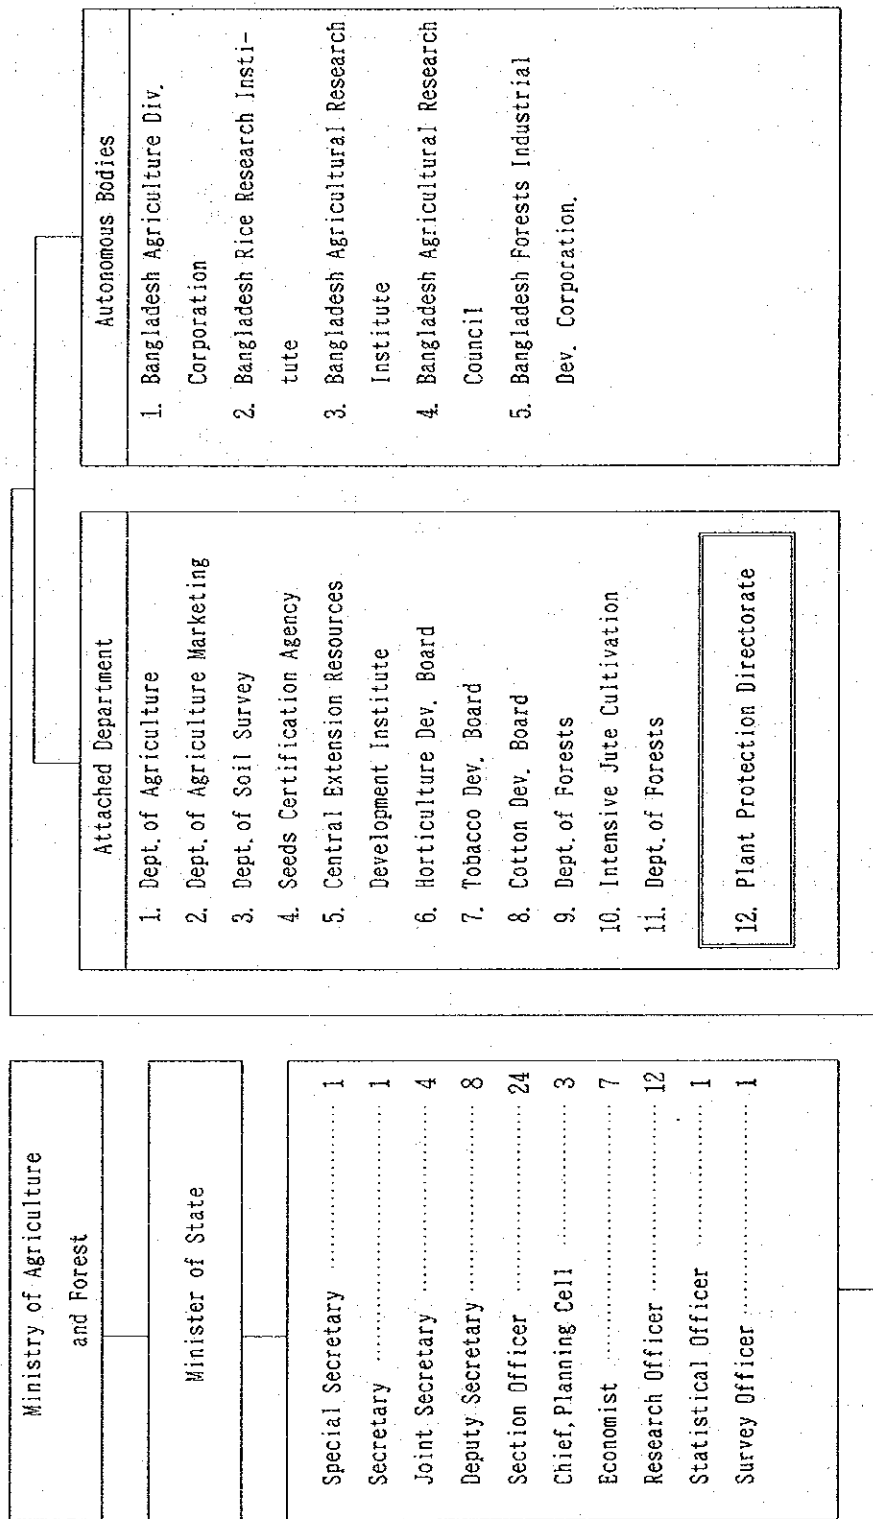 Ministry of Agriculture
and Forest
Minister of State
Special Secretary ........................ 1
Secretary ........................ 1
Joint Secretary ........................ 4
Deputy Secretary ........................ 8
Section Officer ........................ 24
Chief, Planning Cell ........................ 3
Economist ........................ 7
Research Officer ........................ 12
Statistical Officer ........................ 1
Survey Officer ........................ 1
Attached Department
1. Dept. of Agriculture
2. Dept. of Agriculture Marketing
3. Dept. of Soil Survey
4. Seeds Certification Agency
5. Central Extension Resources
Development Institute
6. Horticulture Dev. Board
7. Tobacco Dev. Board
8. Cotton Dev. Board
9. Dept. of Forests
10. Intensive Jute Cultivation
11. Dept. of Forests
12. Plant Protection Directorate
Autonomous Bodies
1. Bangladesh Agriculture Div.
Corporation
2. Bangladesh Rice Research Insti-
tute
3. Bangladesh Agricultural Research
Institute
4. Bangladesh Agricultural Research
Council
5. Bangladesh Forests Industrial
Dev. Corporation.